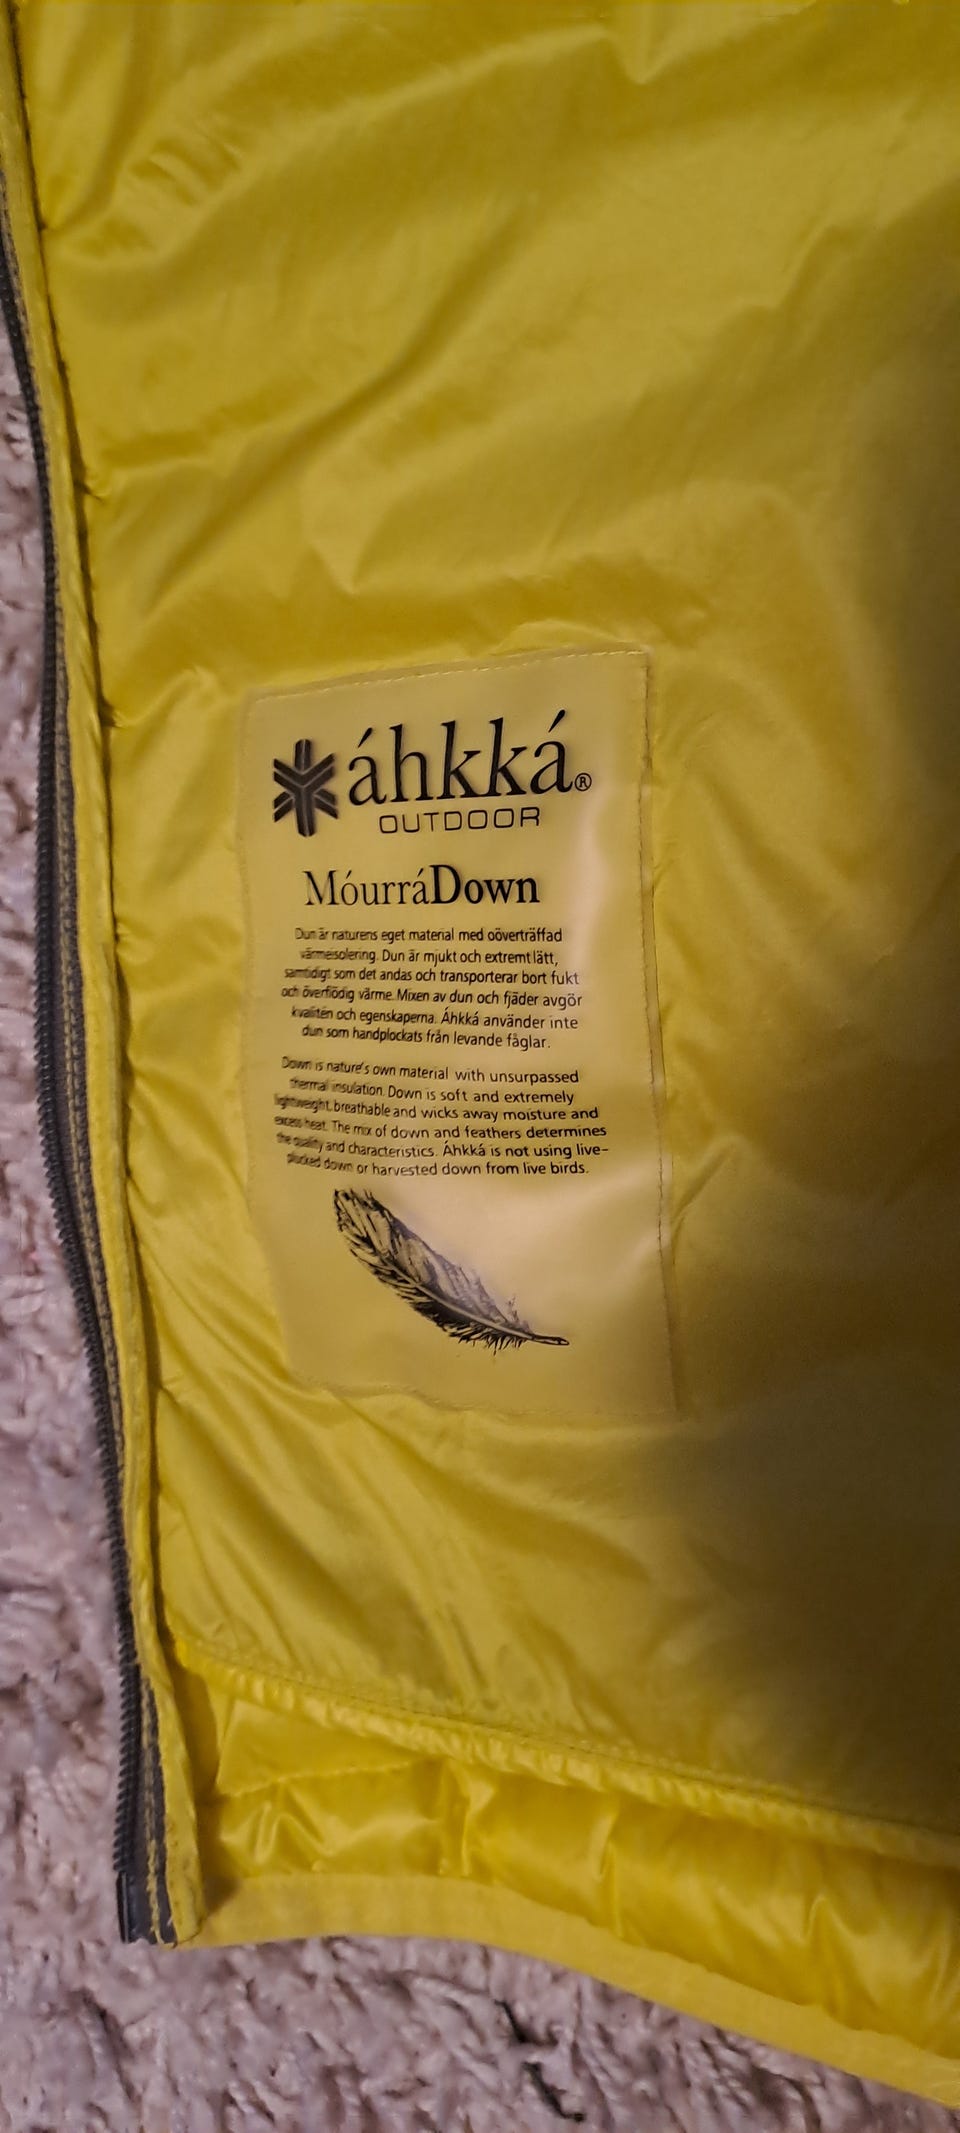 áhkká®
OUTDOOR
MóurráDown
Dun är naturens eget material med oöverträffad
värmeisolering. Dun är mjukt och extremt lätt,
samtidigt som det andas och transporterar bort fukt
och överflödig värme. Mixen av dun och fjäder avgör
kvalitén och egenskaperna. Áhkká använder inte
dun som handplockats från levande fåglar.
Down is nature's own material with unsurpassed
thermal insulation. Down is soft and extremely
lightweight, breathable and wicks away moisture and
excess heat. The mix of down and feathers determines
the quality and characteristics. Áhkká is not using live-
plucked down or harvested down from live birds.